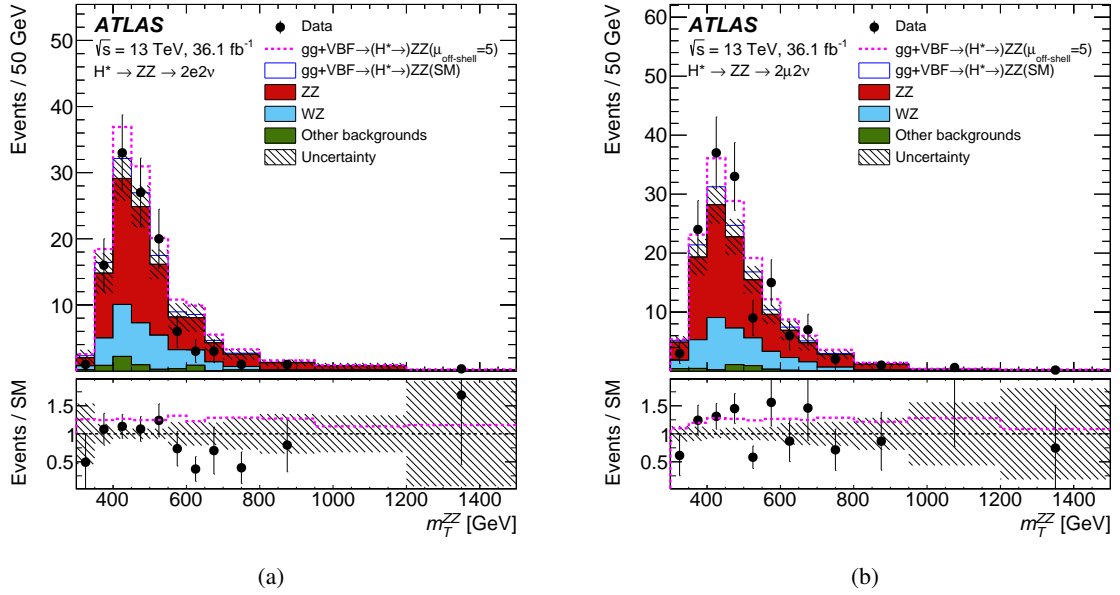 ATLAS
√s = 13 TeV, 36.1 fb⁻¹
H* → ZZ → 2e2ν
Data
gg+VBF→(H*→)ZZ(μoff-shell=5)
gg+VBF→(H*→)ZZ(SM)
ZZ
WZ
Other backgrounds
Uncertainty
Events / 50 GeV
50
40
30
20
10
Events / SM
1.5
1
0.5
400 600 800 1000 1200 1400
m_T^ZZ [GeV]
(a)
ATLAS
√s = 13 TeV, 36.1 fb⁻¹
H* → ZZ → 2μ2ν
Data
gg+VBF→(H*→)ZZ(μoff-shell=5)
gg+VBF→(H*→)ZZ(SM)
ZZ
WZ
Other backgrounds
Uncertainty
Events / 50 GeV
60
50
40
30
20
10
Events / SM
1.5
1
0.5
400 600 800 1000 1200 1400
m_T^ZZ [GeV]
(b)